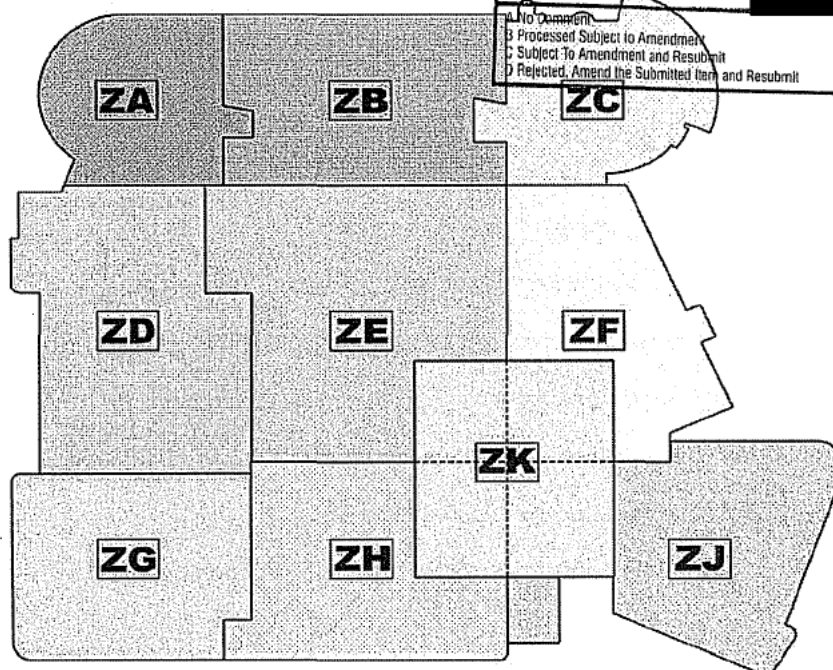 A No Comment
B Processed Subject to Amendment
C Subject To Amendment and Resubmit
D Rejected, Amend the Submitted Item and Resubmit
ZA
ZB
ZC
ZD
ZE
ZF
ZK
ZG
ZH
ZJ